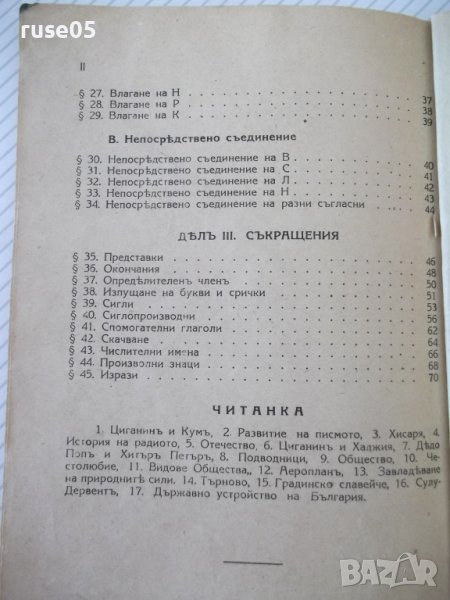 ruse05
II
§ 27. Влагане на Н 37
§ 28. Влагане на Р 38
§ 29. Влагане на К 39
В. Непосрѣдствено съединение
§ 30. Непосрѣдствено съединение на В 40
§ 31. Непосрѣдствено съединение на С 41
§ 32. Непосрѣдствено съединение на Л 42
§ 33. Непосрѣдствено съединение на Н 43
§ 34. Непосрѣдствено съединение на разни съгласни 44
ДѢЛЪ III. СЪКРАЩЕНИЯ
§ 35. Представки 46
§ 36. Окончания 48
§ 37. Опредѣлителенъ членъ 50
§ 38. Изпущане на букви и срички 51
§ 39. Сигли 53
§ 40. Сиглопроизводни 56
§ 41. Спомогателни глаголи 62
§ 42. Скачване 64
§ 43. Числителни имена 66
§ 44. Произволни знаци 68
§ 45. Изрази 70
ЧИТАНКА
1. Циганинъ и Кумъ, 2. Развитие на писмото, 3. Хисаря, 4.
История на радиото, 5. Отечество, 6. Циганинъ и Хаджия, 7. Дѣдо
Попъ и Хитъръ Петъръ, 8. Подводници, 9. Общество, 10. Че-
столюбие, 11. Видове Общества,, 12. Аеропланъ, 13. Завладѣване
на природнитѣ сили. 14. Търново, 15. Градинско славейче, 16. Сулу-
Дервентъ, 17. Държавно устройство на България.
BAZAR
ruse05